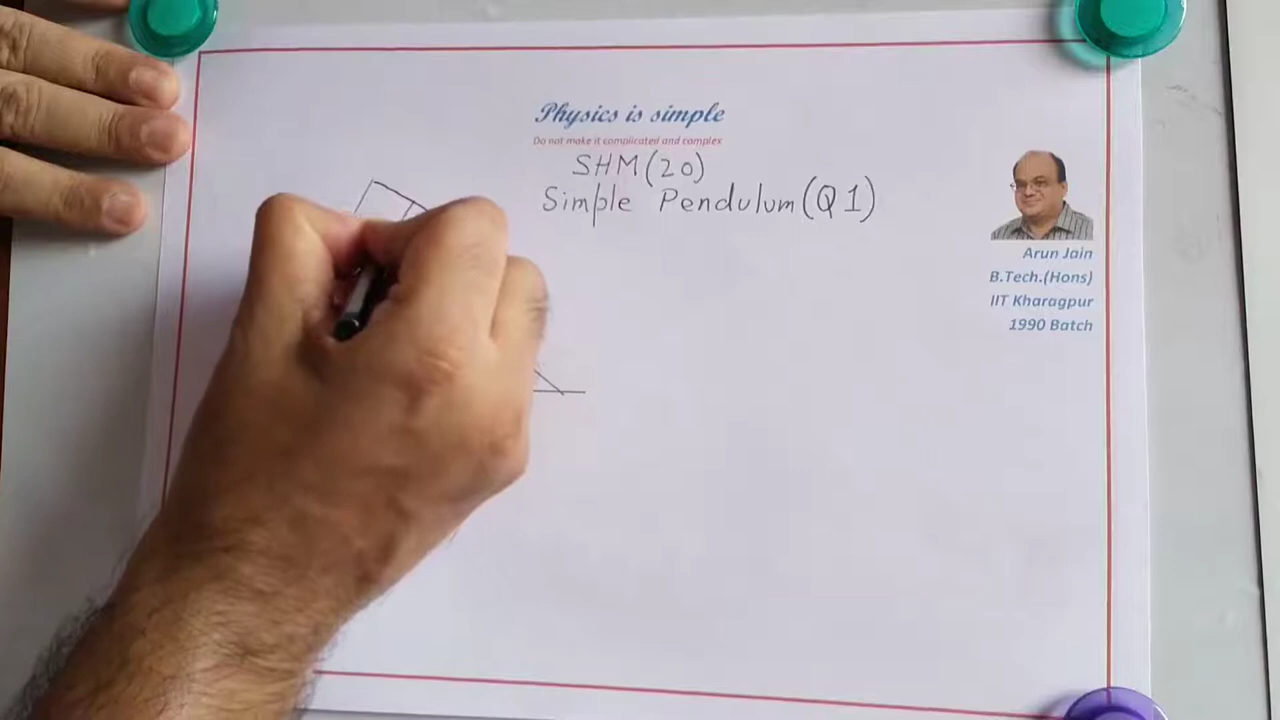 Physics is simple
Do not make it complicated and complex
SHM(20)
Simple Pendulum(Q1)
Arun Jain
B.Tech.(Hons)
IIT Kharagpur
1990 Batch